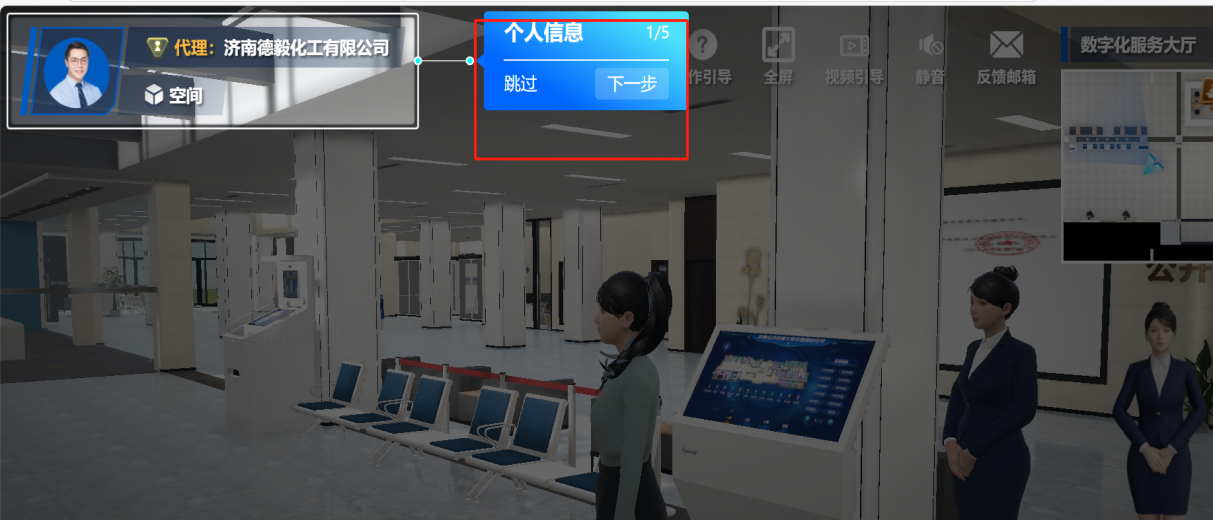 代理：济南德毅化工有限公司
空间
个人信息 1/5
跳过 下一步
作引导
全屏
视频引导
静音
反馈邮箱
数字化服务大厅
公开